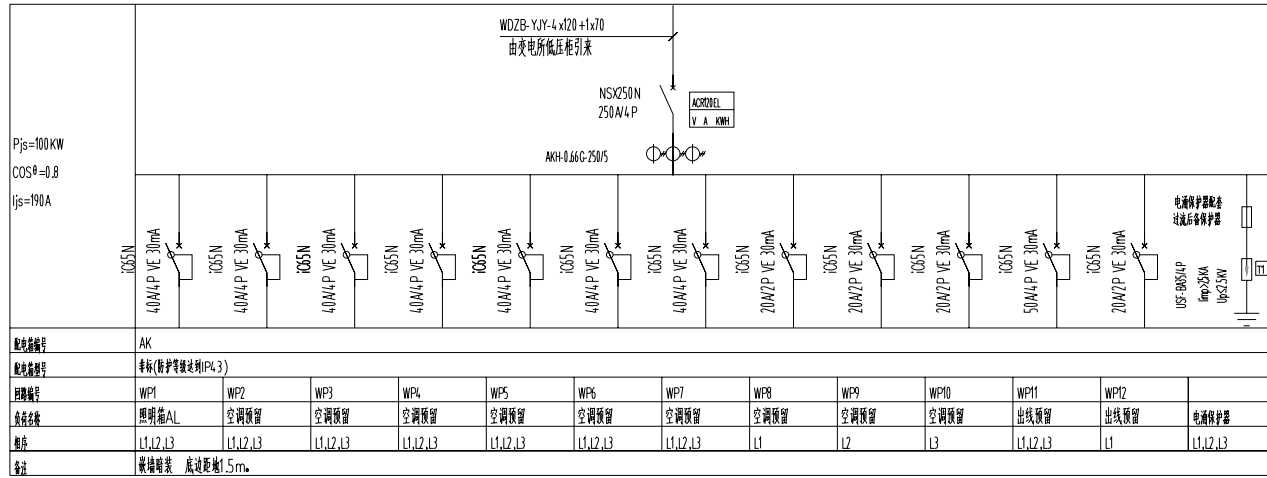 WDZB-YJY-4x120+1x70
由变电所低压柜引来
NSX250N
250A/4P
ACR120EL
V A KWH
AKH-0.66G-250/5
Pjs=100KW
COSθ=0.8
Ijs=190A
iC65N
40A/4P VE 30mA
iC65N
40A/4P VE 30mA
iC65N
40A/4P VE 30mA
iC65N
40A/4P VE 30mA
iC65N
40A/4P VE 30mA
iC65N
40A/4P VE 30mA
iC65N
40A/4P VE 30mA
iC65N
20A/2P VE 30mA
iC65N
20A/2P VE 30mA
iC65N
20A/2P VE 30mA
iC65N
50A/4P VE 30mA
iC65N
20A/2P VE 30mA
电涌保护器配套
过流后备保护器
Up≤2.5KV
配电箱编号 AK
配电箱型号 非标(防护等级达到IP43)
回路编号 WP1 WP2 WP3 WP4 WP5 WP6 WP7 WP8 WP9 WP10 WP11 WP12
负荷名称 照明箱AL 空调预留 空调预留 空调预留 空调预留 空调预留 空调预留 空调预留 空调预留 空调预留 出线预留 出线预留 电涌保护器
相序 L1,L2,L3 L1,L2,L3 L1,L2,L3 L1,L2,L3 L1,L2,L3 L1,L2,L3 L1,L2,L3 L1 L2 L3 L1,L2,L3 L1 L1,L2,L3
备注 嵌墙暗装 底边距地1.5m。